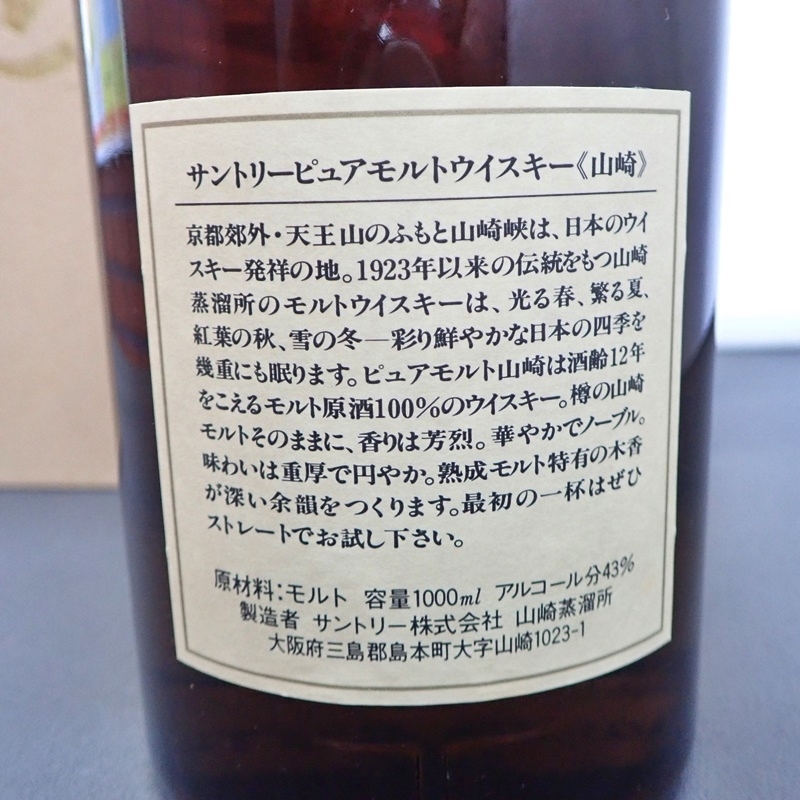 サントリーピュアモルトウイスキー《山崎》
京都郊外・天王山のふもと山崎峡は、日本のウイ
スキー発祥の地。1923年以来の伝統をもつ山崎
蒸溜所のモルトウイスキーは、光る春、繁る夏、
紅葉の秋、雪の冬―彩り鮮やかな日本の四季を
幾重にも眠ります。ピュアモルト山崎は酒齢12年
をこえるモルト原酒100%のウイスキー。樽の山崎
モルトそのままに、香りは芳烈。華やかでノーブル。
味わいは重厚で円やか。熟成モルト特有の木香
が深い余韻をつくります。最初の一杯はぜひ
ストレートでお試し下さい。
原材料:モルト 容量1000ml アルコール分43%
製造者 サントリー株式会社 山崎蒸溜所
大阪府三島郡島本町大字山崎1023-1